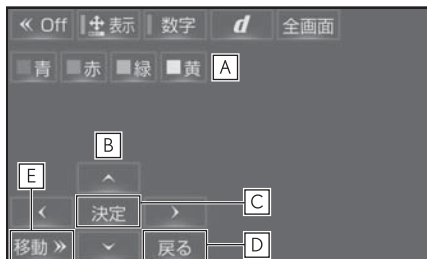 « Off 表示 数字 d 全画面
青 赤 緑 黄 A
B
E
^
< 決定 > C
移動 » ⌄ 戻る D